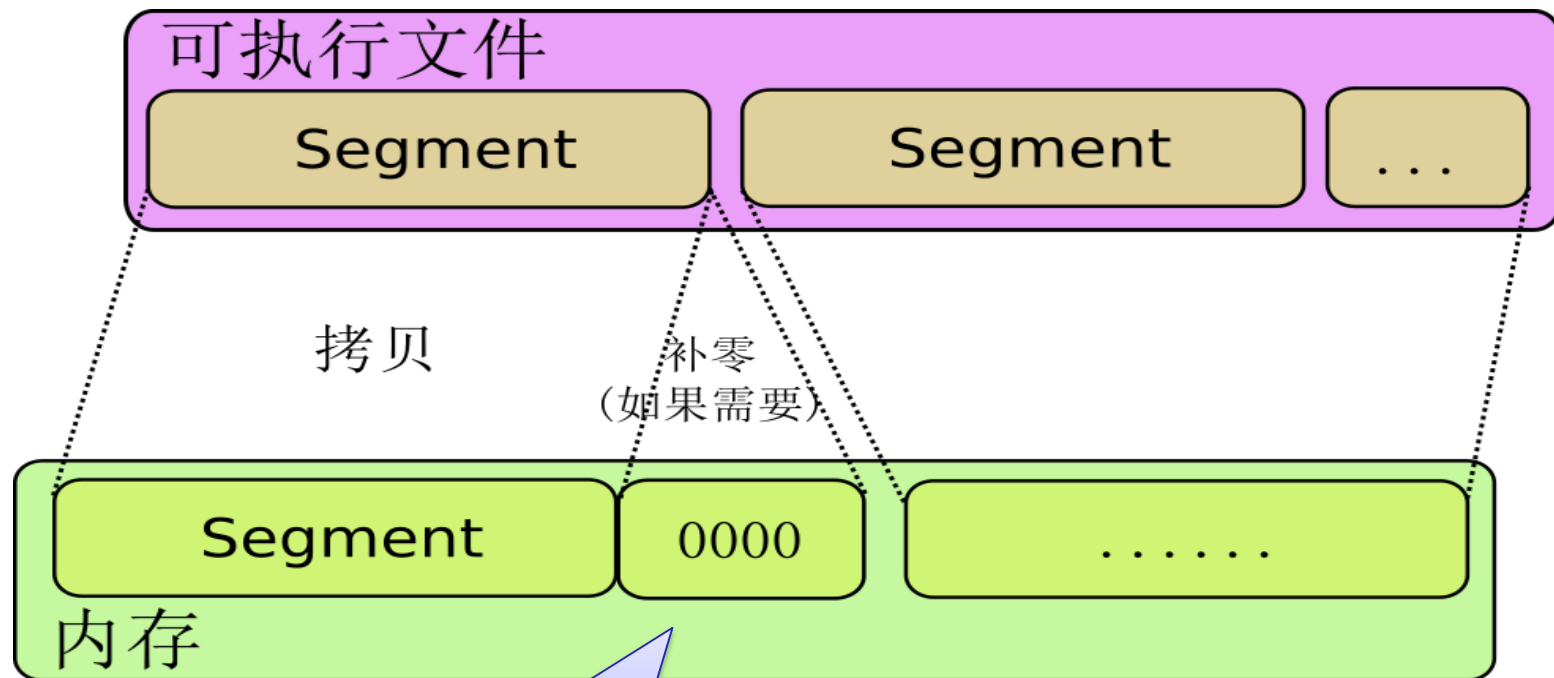 可执行文件
Segment
Segment
...
拷贝
补零
(如果需要)
Segment
0000
......
内存